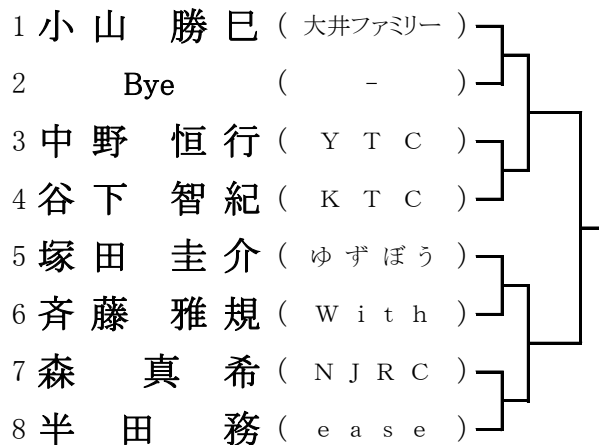 1 小山 勝巳 ( 大井ファミリー )
2 Bye ( - )
3 中野 恒行 ( YTC )
4 谷下 智紀 ( KTC )
5 塚田 圭介 ( ゆずぼう )
6 斉藤 雅規 ( With )
7 森 真希 ( NJRC )
8 半田 務 ( ease )